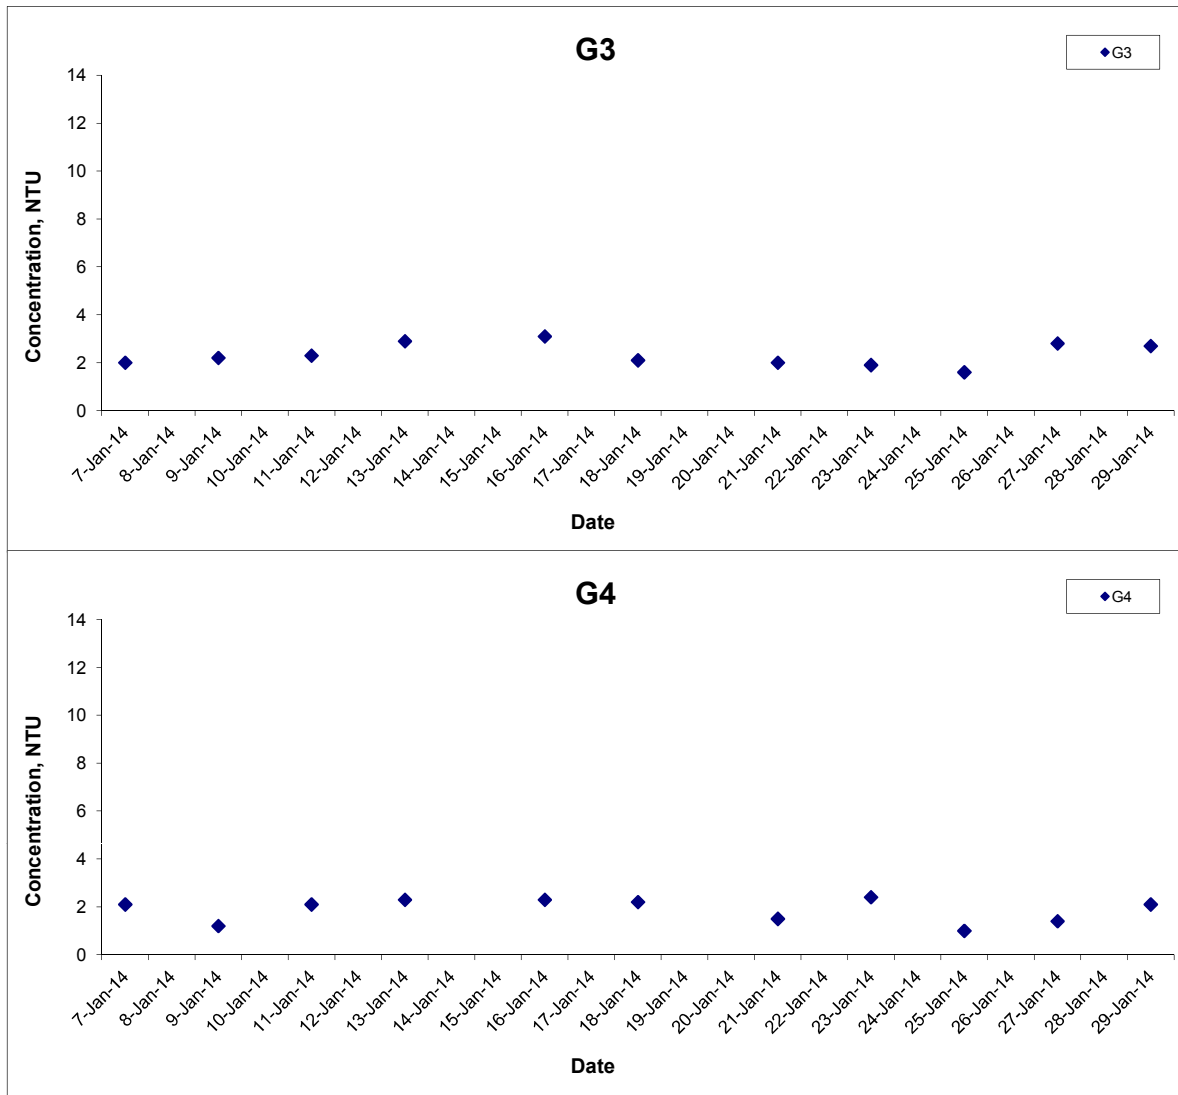 G3
G3
14
12
10
8
6
4
2
0
Concentration, NTU
7-Jan-14
8-Jan-14
9-Jan-14
10-Jan-14
11-Jan-14
12-Jan-14
13-Jan-14
14-Jan-14
15-Jan-14
16-Jan-14
17-Jan-14
18-Jan-14
19-Jan-14
20-Jan-14
21-Jan-14
22-Jan-14
23-Jan-14
24-Jan-14
25-Jan-14
26-Jan-14
27-Jan-14
28-Jan-14
29-Jan-14
Date
G4
G4
14
12
10
8
6
4
2
0
Concentration, NTU
7-Jan-14
8-Jan-14
9-Jan-14
10-Jan-14
11-Jan-14
12-Jan-14
13-Jan-14
14-Jan-14
15-Jan-14
16-Jan-14
17-Jan-14
18-Jan-14
19-Jan-14
20-Jan-14
21-Jan-14
22-Jan-14
23-Jan-14
24-Jan-14
25-Jan-14
26-Jan-14
27-Jan-14
28-Jan-14
29-Jan-14
Date